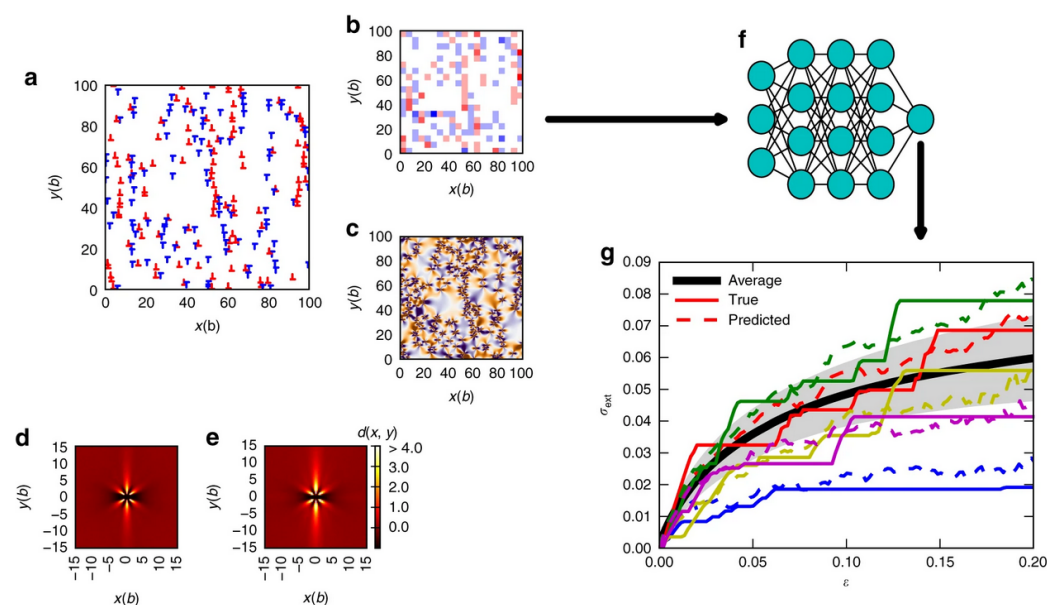 a
100
80
60
40
20
0
y(b)
0 20 40 60 80 100
x(b)
b
100
80
60
40
20
0
y(b)
0 20 40 60 80 100
x(b)
c
100
80
60
40
20
0
y(b)
0 20 40 60 80 100
x(b)
d
15
10
5
0
−5
−10
−15
y(b)
−15 −10 −5 0 5 10 15
x(b)
e
15
10
5
0
−5
−10
−15
y(b)
−15 −10 −5 0 5 10 15
x(b)
d(x, y)
> 4.0
3.0
2.0
1.0
0.0
f
g
0.09
0.08
0.07
0.06
0.05
0.04
0.03
0.02
0.01
0.00
σext
Average
True
Predicted
0.00 0.05 0.10 0.15 0.20
ε